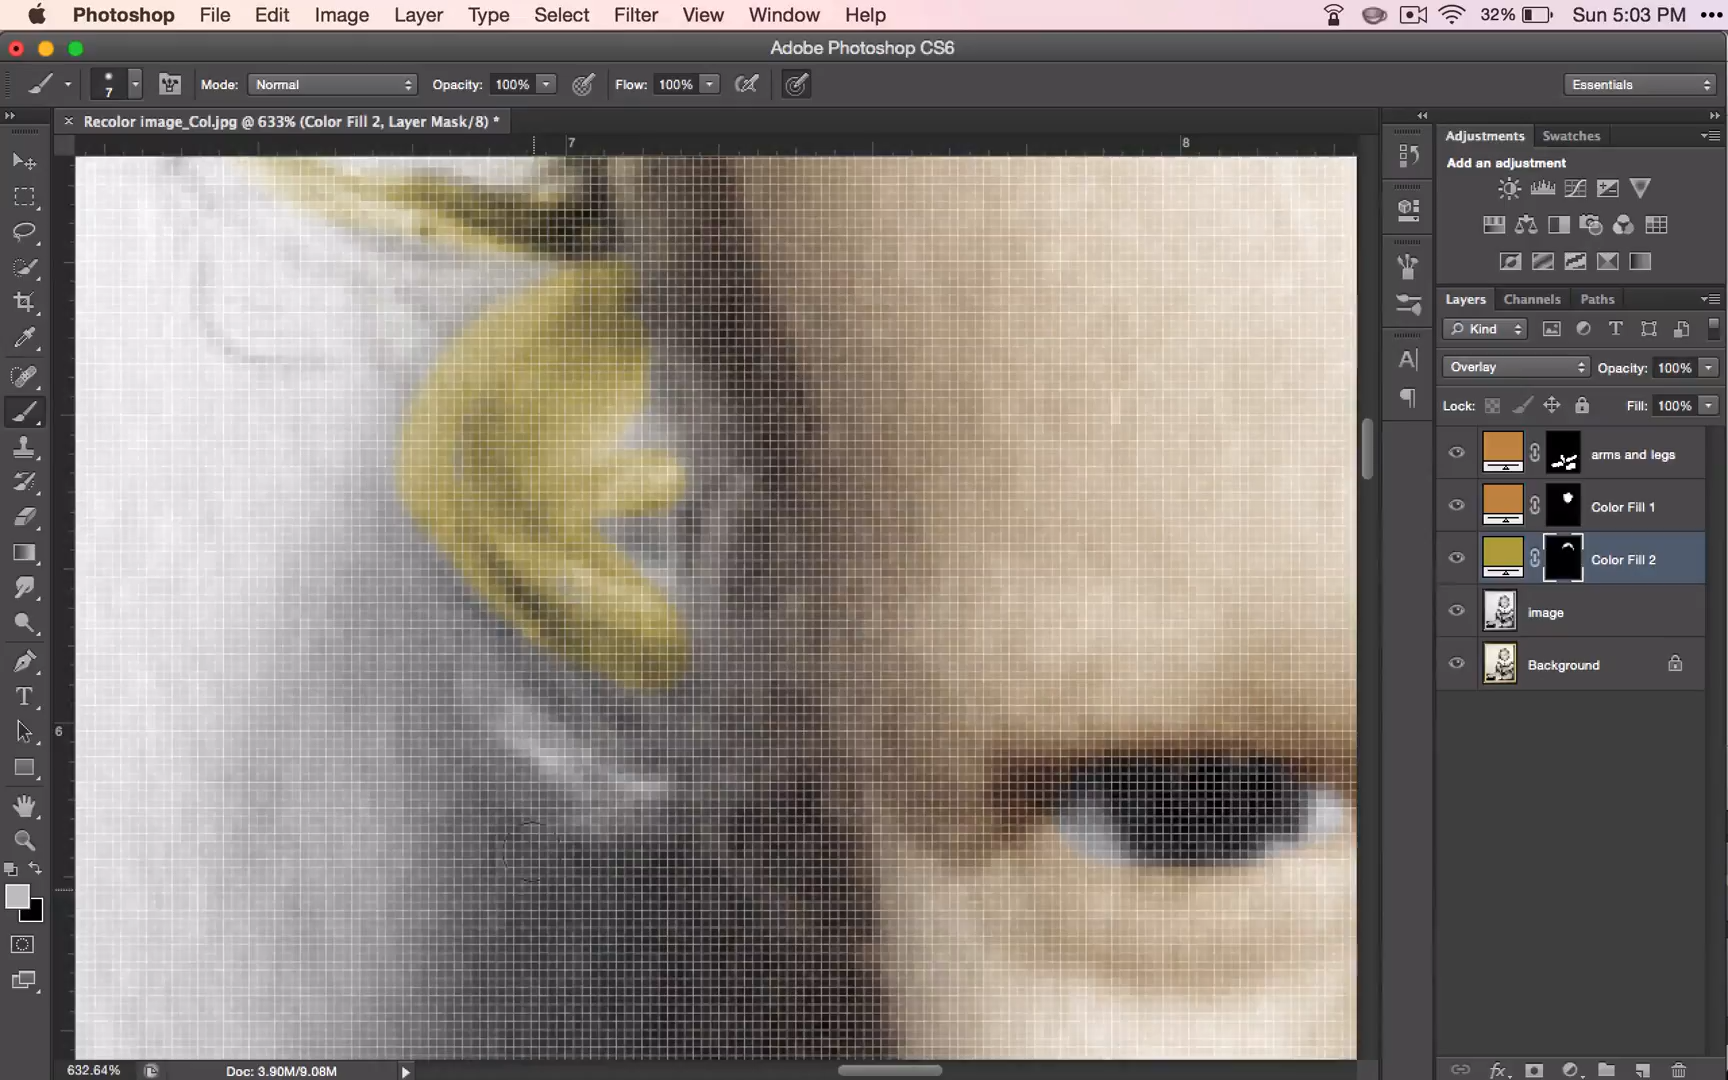 Photoshop File Edit Image Layer Type Select Filter View Window Help 32% Sun 5:03 PM
Adobe Photoshop CS6
7 Mode: Normal Opacity: 100% Flow: 100% Essentials
Recolor image_Col.jpg @ 633% (Color Fill 2, Layer Mask/8) *
7 8
Adjustments Swatches
Add an adjustment
Layers Channels Paths
Kind
Overlay Opacity: 100%
Lock: Fill: 100%
arms and legs
Color Fill 1
Color Fill 2
image
Background
6
632.64% Doc: 3.90M/9.08M